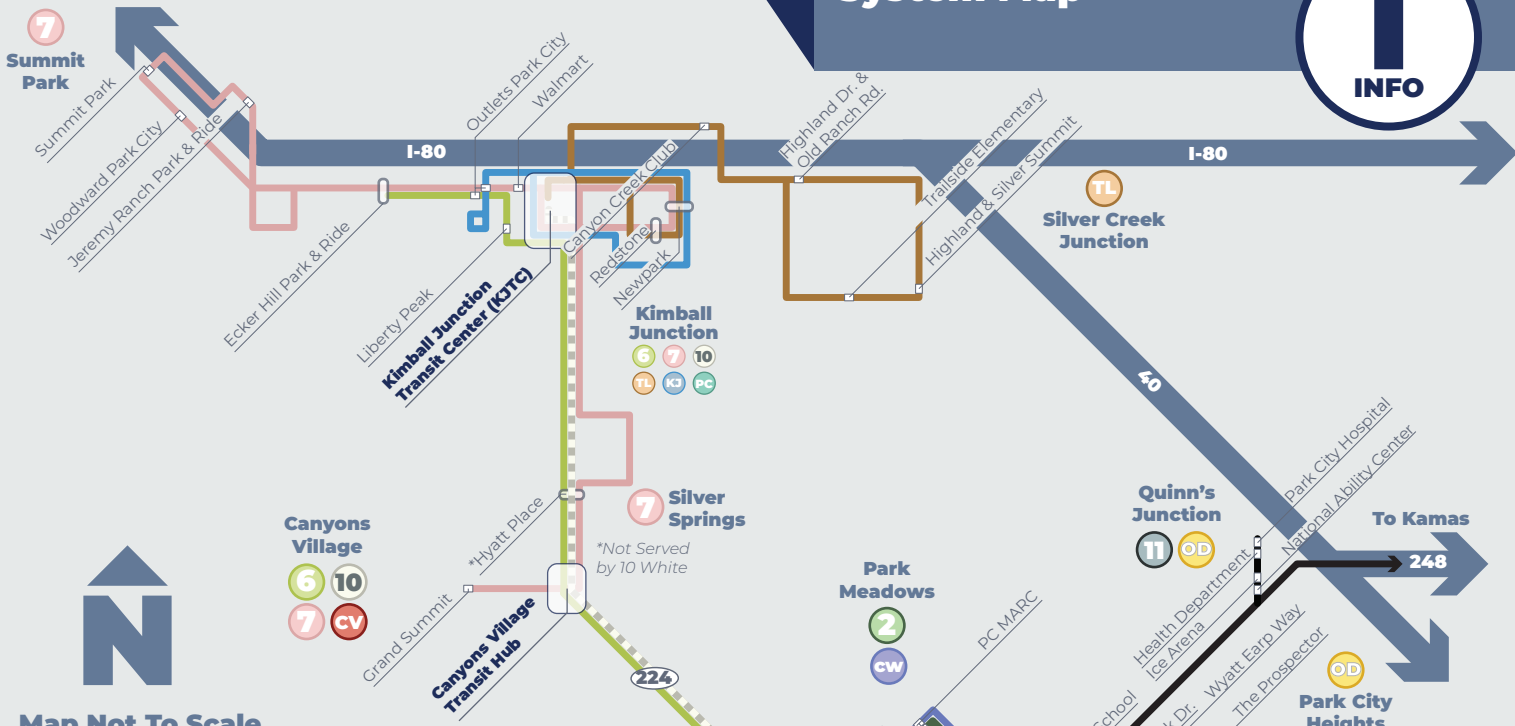 System Map
INFO
7
Summit
Park
Summit Park
Woodward Park City
Jeremy Ranch Park & Ride
Ecker Hill Park & Ride
I-80
Outlets Park City
Walmart
Liberty Peak
Kimball Junction
Transit Center (KJTC)
Canyon Creek Club
Redstone
Newpark
Highland Dr. &
Old Ranch Rd.
Trailside Elementary
Highland & Silver Summit
I-80
TL
Silver Creek
Junction
Kimball
Junction
6
7
10
TL
KJ
PC
40
7
Silver
Springs
*Hyatt Place
*Not Served
by 10 White
Canyons
Village
6
10
7
CV
Grand Summit
Canyons Village
Transit Hub
224
N
Map Not To Scale
Park
Meadows
2
CW
PC MARC
Quinn's
Junction
11
OD
Park City Hospital
National Ability Center
To Kamas
248
Health Department
Ice Arena
Wyatt Earp Way
The Prospector
School
Dr.
OD
Park City
Heights